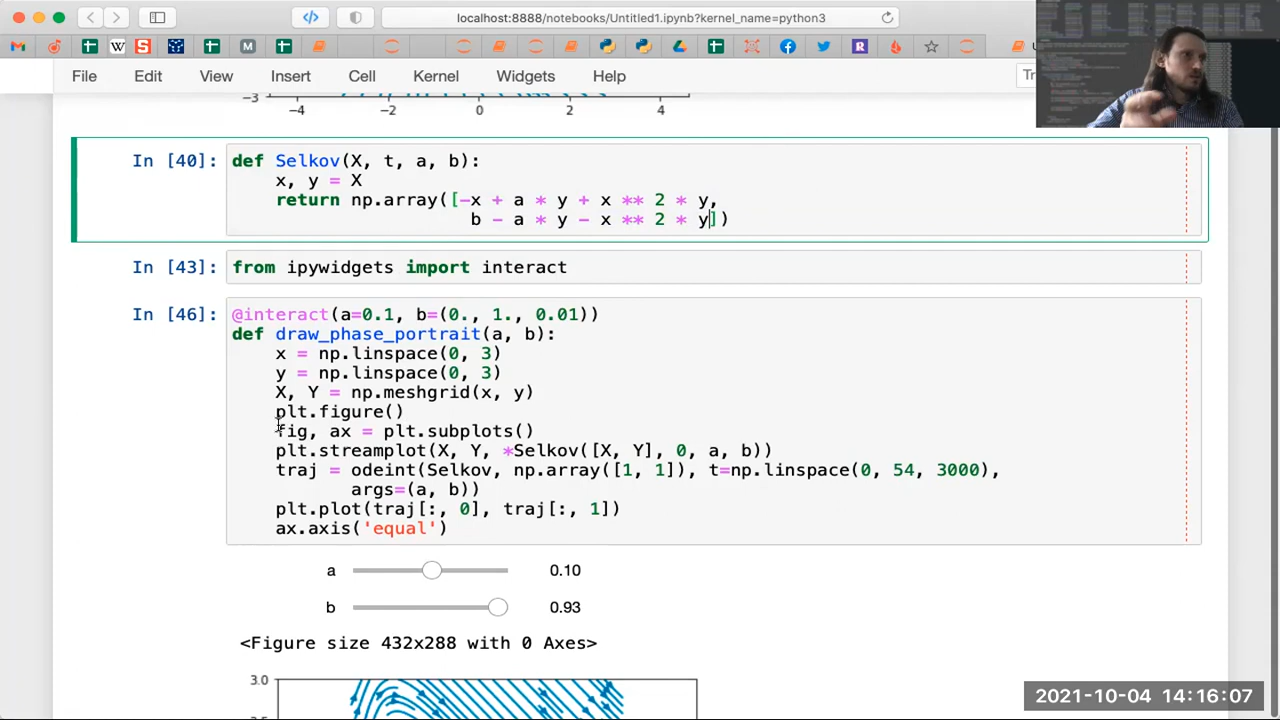 localhost:8888/notebooks/Untitled1.ipynb?kernel_name=python3
File Edit View Insert Cell Kernel Widgets Help
−3
−4 −2 0 2 4
In [40]: def Selkov(X, t, a, b):
x, y = X
return np.array([-x + a * y + x ** 2 * y,
b - a * y - x ** 2 * y])
In [43]: from ipywidgets import interact
In [46]: @interact(a=0.1, b=(0., 1., 0.01))
def draw_phase_portrait(a, b):
x = np.linspace(0, 3)
y = np.linspace(0, 3)
X, Y = np.meshgrid(x, y)
plt.figure()
fig, ax = plt.subplots()
plt.streamplot(X, Y, *Selkov([X, Y], 0, a, b))
traj = odeint(Selkov, np.array([1, 1]), t=np.linspace(0, 54, 3000),
args=(a, b))
plt.plot(traj[:, 0], traj[:, 1])
ax.axis('equal')
a 0.10
b 0.93
<Figure size 432x288 with 0 Axes>
3.0
2021-10-04 14:16:07